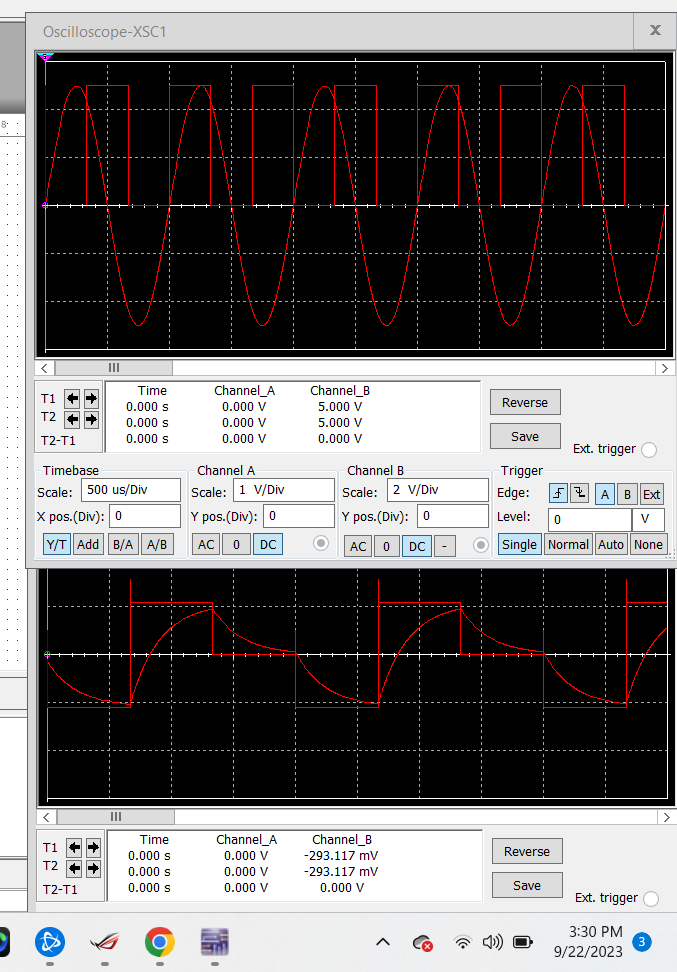 Oscilloscope-XSC1
x
8
T1
T2
T2-T1
Time Channel_A Channel_B
0.000 s 0.000 V 5.000 V
0.000 s 0.000 V 5.000 V
0.000 s 0.000 V 0.000 V
Reverse
Save
Ext. trigger
Timebase
Scale: 500 us/Div
X pos.(Div): 0
Y/T Add B/A A/B
Channel A
Scale: 1 V/Div
Y pos.(Div): 0
AC 0 DC
Channel B
Scale: 2 V/Div
Y pos.(Div): 0
AC 0 DC -
Trigger
Edge: A B Ext
Level: 0 V
Single Normal Auto None
T1
T2
T2-T1
Time Channel_A Channel_B
0.000 s 0.000 V -293.117 mV
0.000 s 0.000 V -293.117 mV
0.000 s 0.000 V 0.000 V
Reverse
Save
Ext. trigger
3:30 PM
9/22/2023
3